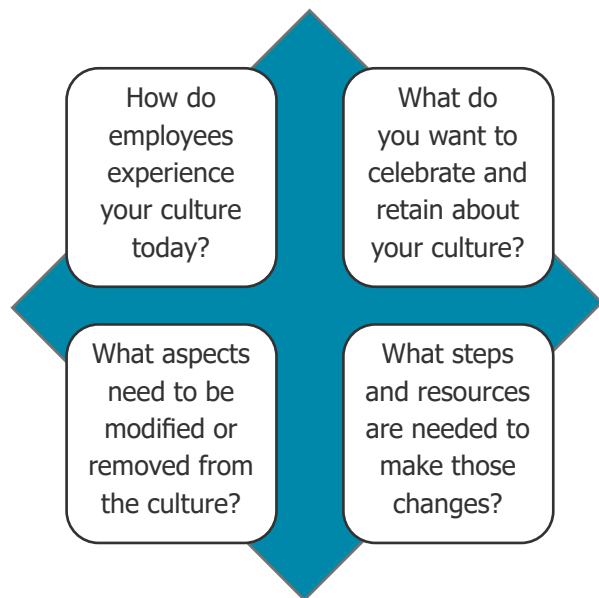 How do
employees
experience
your culture
today?
What do
you want to
celebrate and
retain about
your culture?
What aspects
need to be
modified or
removed from
the culture?
What steps
and resources
are needed to
make those
changes?